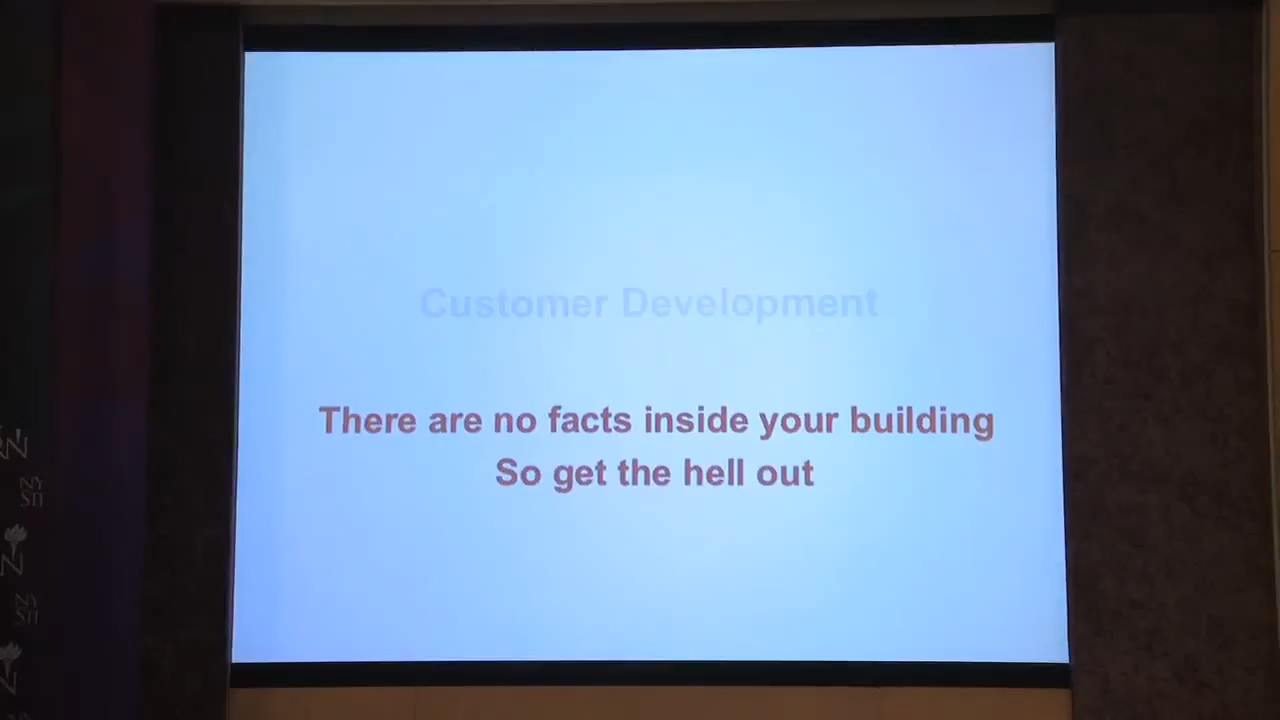 Customer Development
There are no facts inside your building
So get the hell out